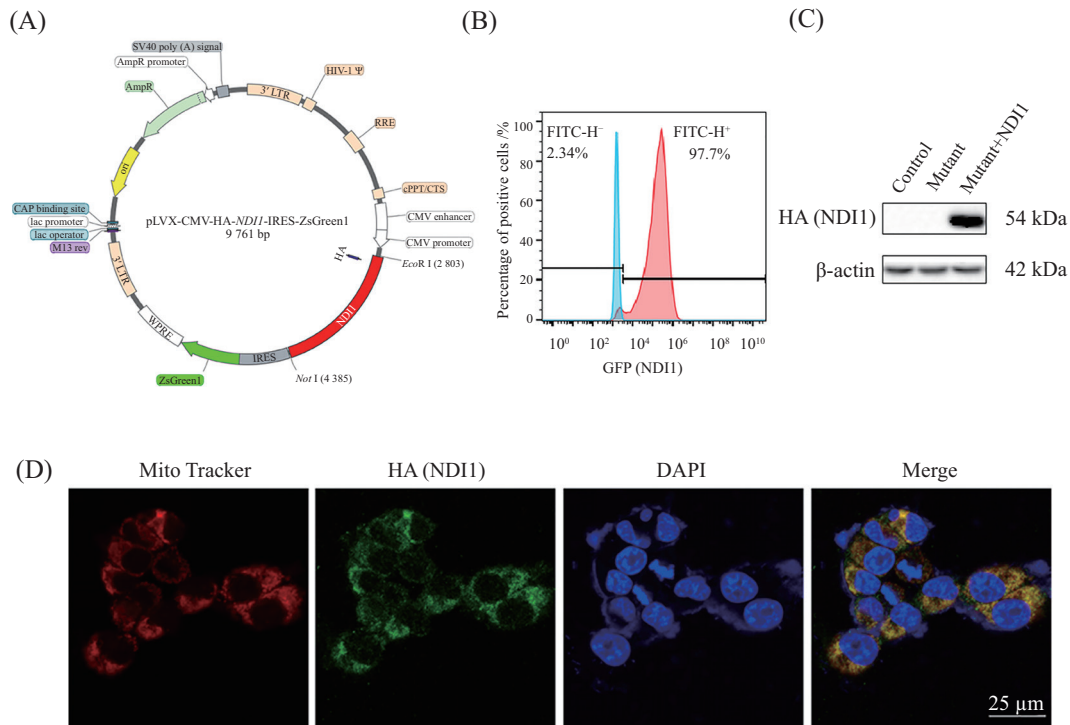 (A)
SV40 poly (A) signal
AmpR promoter
AmpR
ori
CAP binding site
lac promoter
lac operator
M13 rev
3′ LTR
WPRE
ZsGreen1
IRES
Not I (4 385)
NDI1
HA
EcoR I (2 803)
CMV promoter
CMV enhancer
cPPT/CTS
RRE
HIV-1 Ψ
3′ LTR
pLVX-CMV-HA-NDI1-IRES-ZsGreen1
9 761 bp
(B)
Percentage of positive cells /%
100
80
60
40
20
0
FITC-H⁻
2.34%
FITC-H⁺
97.7%
10⁰ 10² 10⁴ 10⁶ 10⁸ 10¹⁰
GFP (NDI1)
(C)
Control
Mutant
Mutant+NDI1
HA (NDI1) 54 kDa
β-actin 42 kDa
(D)
Mito Tracker HA (NDI1) DAPI Merge
25 µm